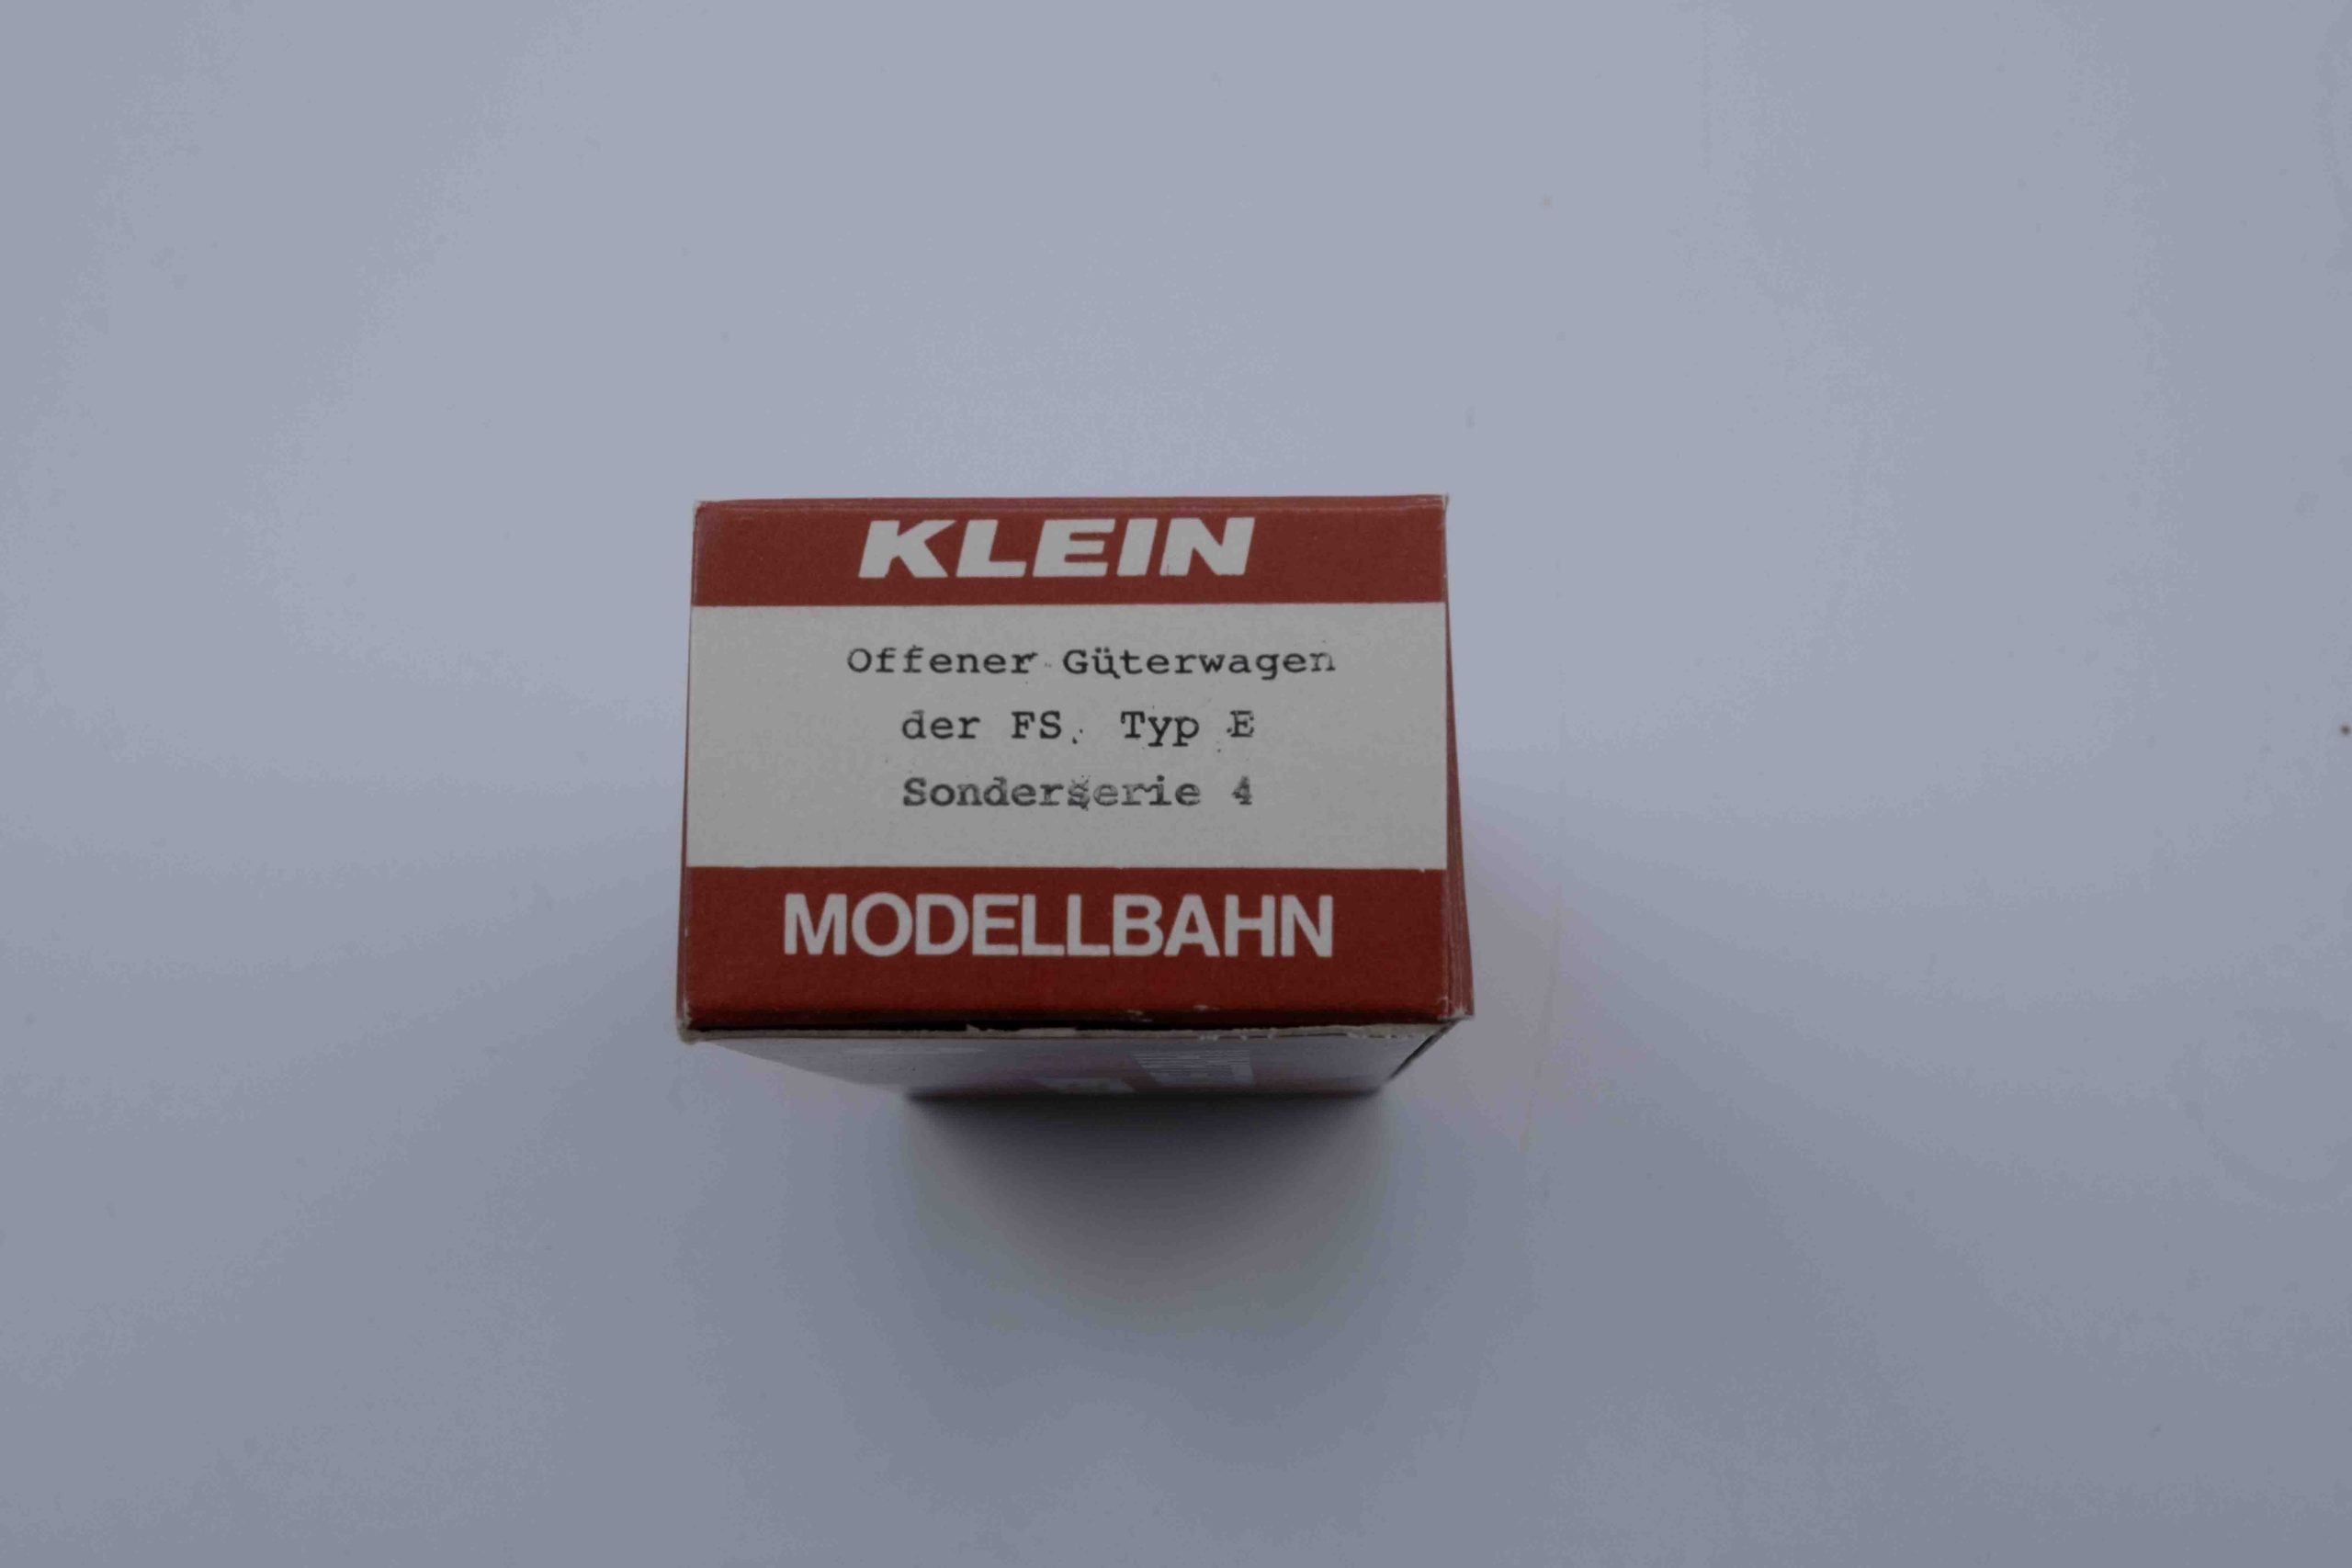 KLEIN
Offener Güterwagen
der FS, Typ E
Sonderserie 4
MODELLBAHN